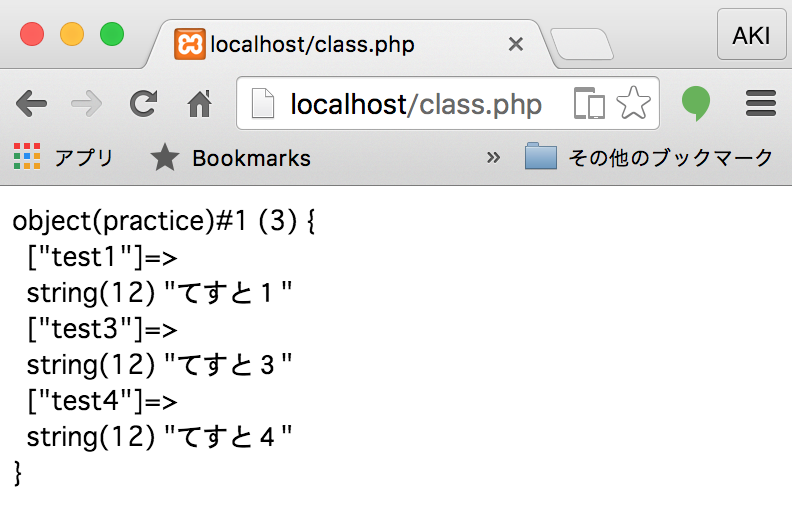 localhost/class.php
AKI
localhost/class.php
アプリ
Bookmarks
»
その他のブックマーク
object(practice)#1 (3) {
  ["test1"]=>
  string(12) "てすと１"
  ["test3"]=>
  string(12) "てすと３"
  ["test4"]=>
  string(12) "てすと４"
}